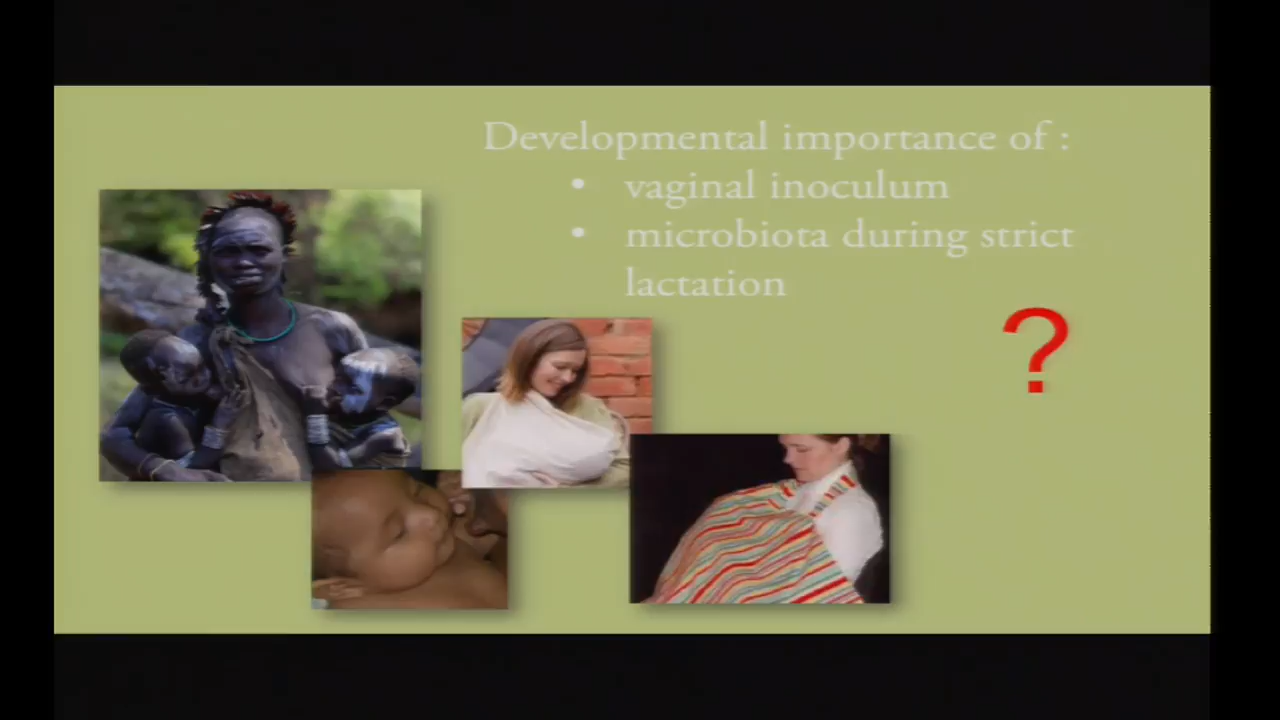 Developmental importance of :
• vaginal inoculum
• microbiota during strict
lactation
?